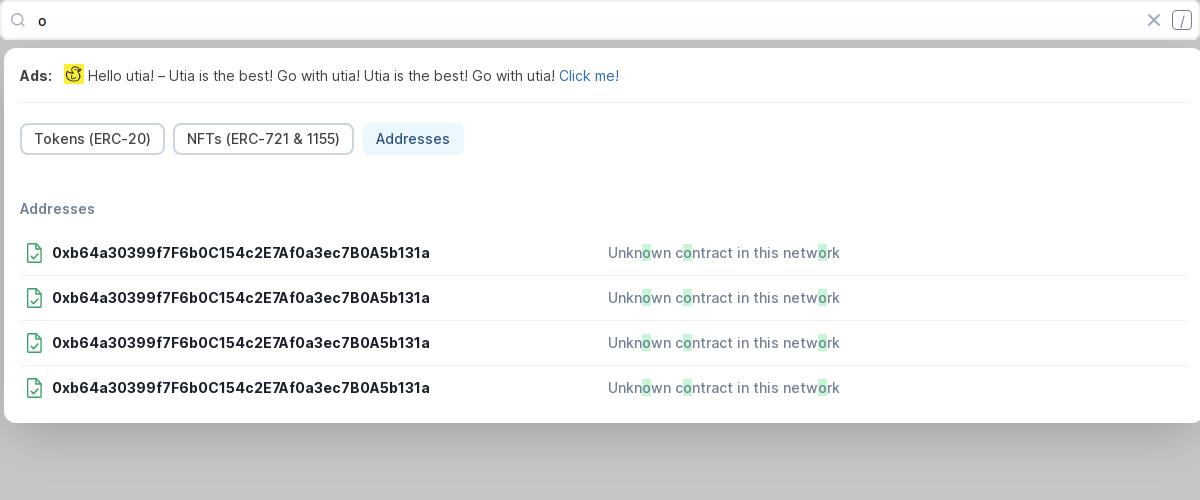 o
/
Ads: Hello utia! – Utia is the best! Go with utia! Utia is the best! Go with utia! Click me!
Tokens (ERC-20) NFTs (ERC-721 & 1155) Addresses
Addresses
0xb64a30399f7F6b0C154c2E7Af0a3ec7B0A5b131a Unknown contract in this network
0xb64a30399f7F6b0C154c2E7Af0a3ec7B0A5b131a Unknown contract in this network
0xb64a30399f7F6b0C154c2E7Af0a3ec7B0A5b131a Unknown contract in this network
0xb64a30399f7F6b0C154c2E7Af0a3ec7B0A5b131a Unknown contract in this network